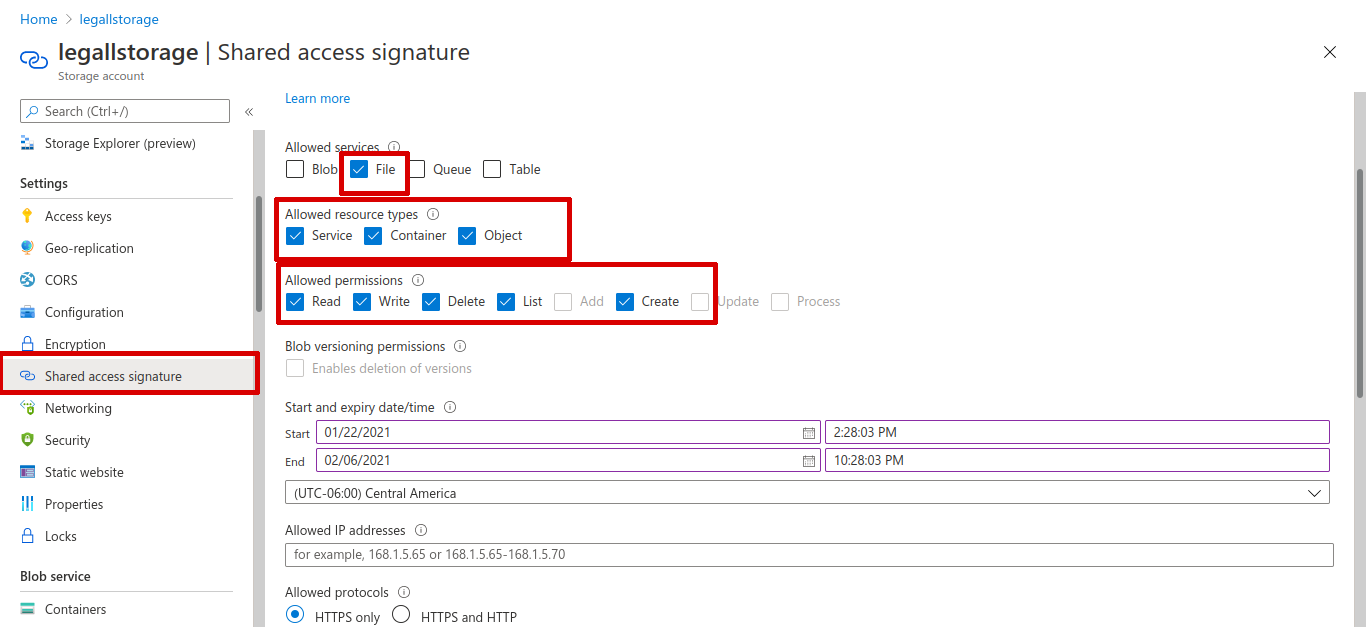 Home > legallstorage
legallstorage | Shared access signature
Storage account
Search (Ctrl+/)
«
Storage Explorer (preview)
Settings
Access keys
Geo-replication
CORS
Configuration
Encryption
Shared access signature
Networking
Security
Static website
Properties
Locks
Blob service
Containers
Learn more
Allowed services
Blob File Queue Table
Allowed resource types
Service Container Object
Allowed permissions
Read Write Delete List Add Create Update Process
Blob versioning permissions
Enables deletion of versions
Start and expiry date/time
Start 01/22/2021 2:28:03 PM
End 02/06/2021 10:28:03 PM
(UTC-06:00) Central America
Allowed IP addresses
for example, 168.1.5.65 or 168.1.5.65-168.1.5.70
Allowed protocols
HTTPS only HTTPS and HTTP